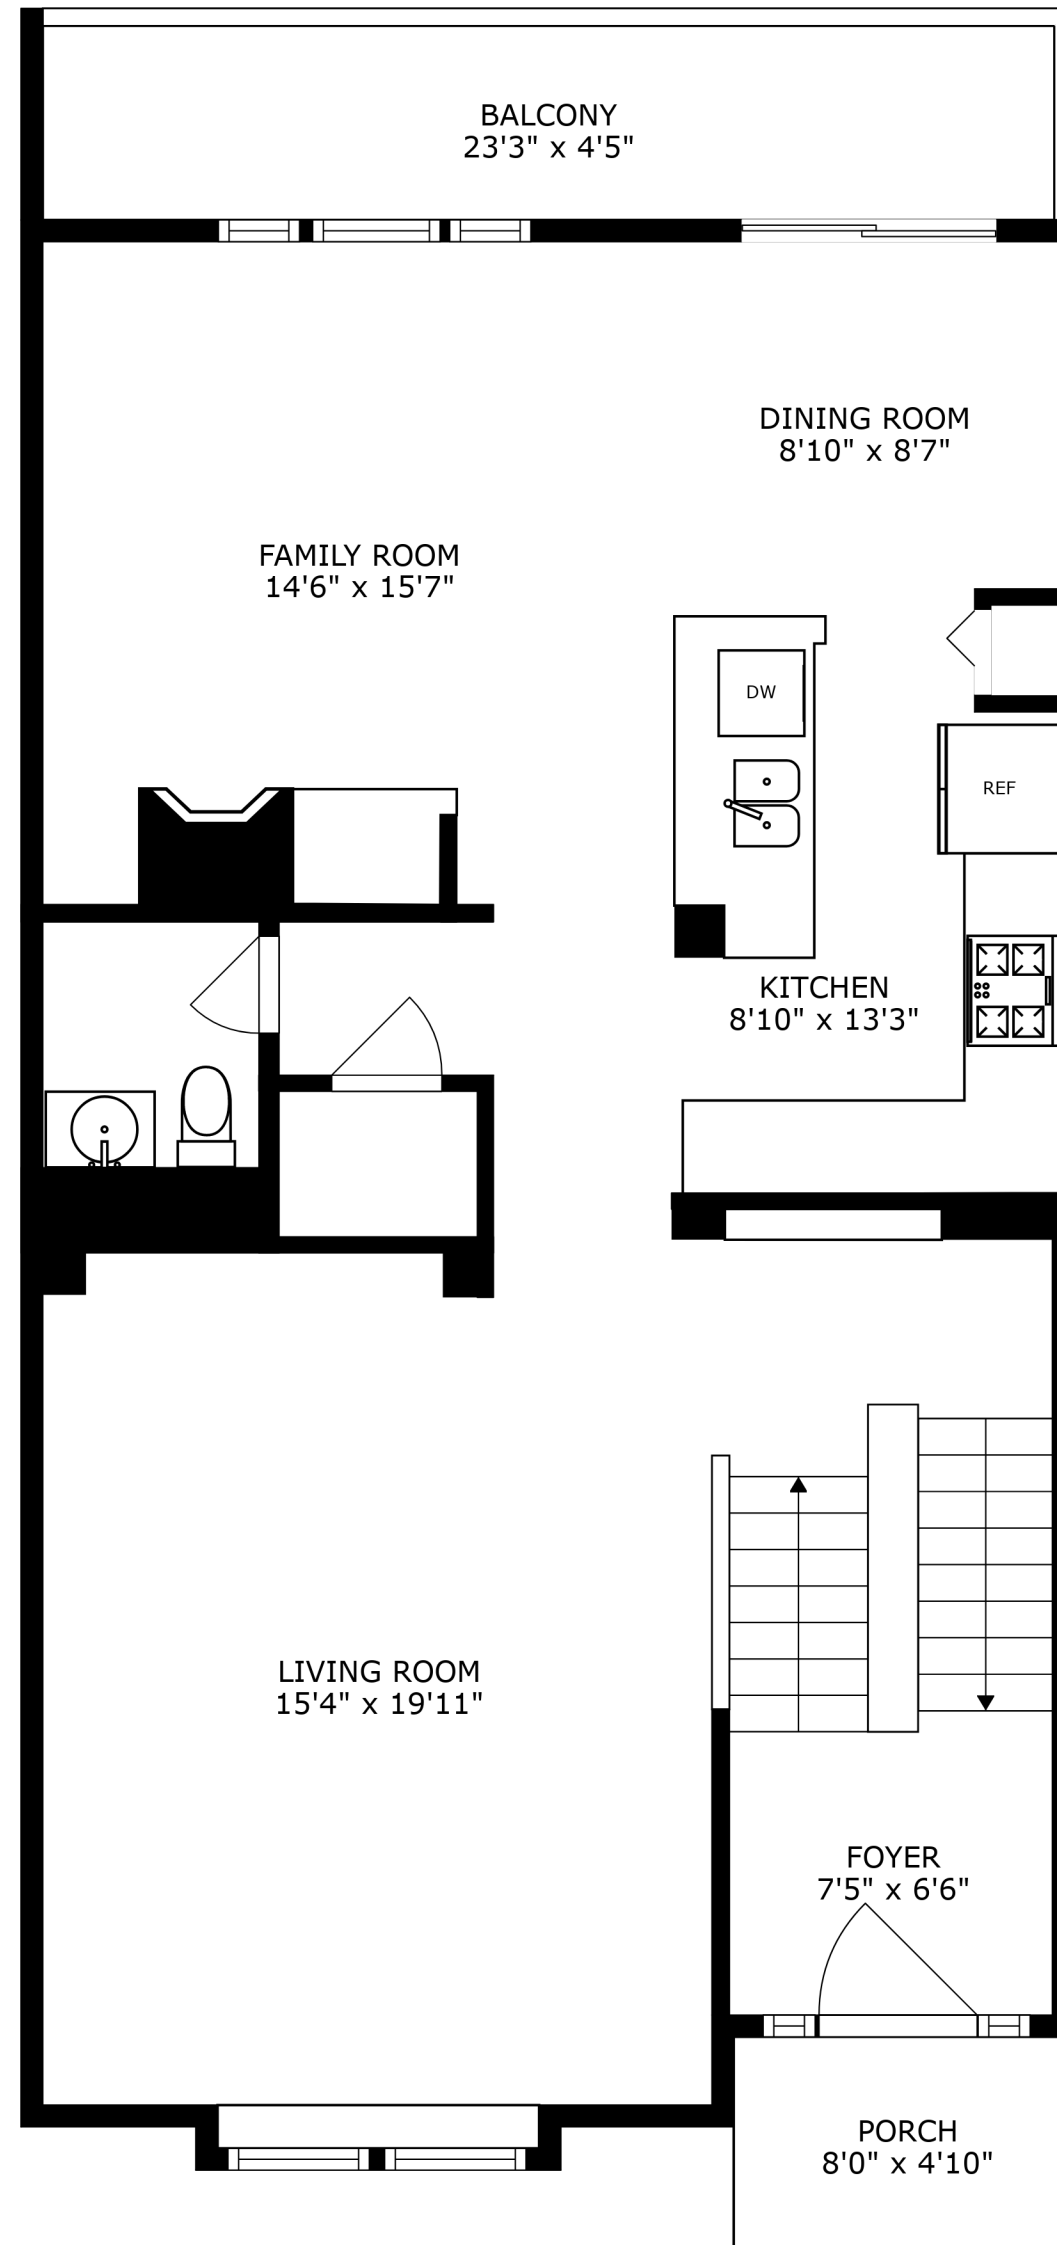 BALCONY
23'3" x 4'5"
DINING ROOM
8'10" x 8'7"
FAMILY ROOM
14'6" x 15'7"
DW
REF
KITCHEN
8'10" x 13'3"
LIVING ROOM
15'4" x 19'11"
FOYER
7'5" x 6'6"
PORCH
8'0" x 4'10"